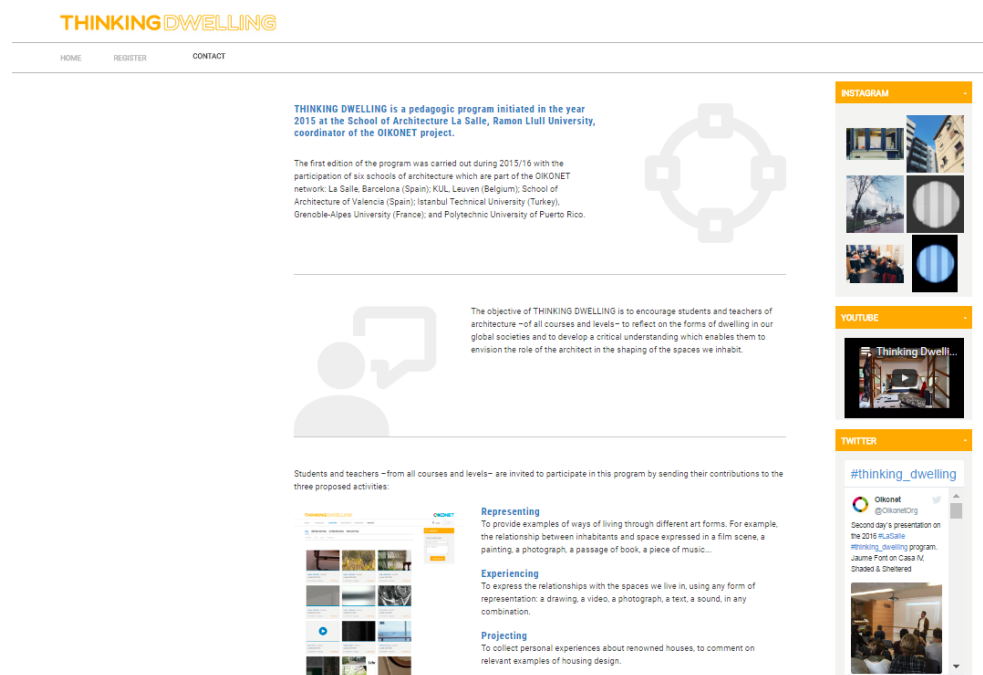 THINKING DWELLING
HOME REGISTER CONTACT
THINKING DWELLING is a pedagogic program initiated in the year
2015 at the School of Architecture La Salle, Ramon Llull University,
coordinator of the OIKONET project.
The first edition of the program was carried out during 2015/16 with the
participation of six schools of architecture which are part of the OIKONET
network: La Salle, Barcelona (Spain); KUL, Leuven (Belgium); School of
Architecture of Valencia (Spain); Istanbul Technical University (Turkey),
Grenoble-Alpes University (France); and Polytechnic University of Puerto Rico.
The objective of THINKING DWELLING is to encourage students and teachers of
architecture –of all courses and levels– to reflect on the forms of dwelling in our
global societies and to develop a critical understanding which enables them to
envision the role of the architect in the shaping of the spaces we inhabit.
Students and teachers –from all courses and levels– are invited to participate in this program by sending their contributions to the
three proposed activities:
THINKINGDWELLING
OIKONET
Representing
To provide examples of ways of living through different art forms. For example,
the relationship between inhabitants and space expressed in a film scene, a
painting, a photograph, a passage of book, a piece of music...
Experiencing
To express the relationships with the spaces we live in, using any form of
representation: a drawing, a video, a photograph, a text, a sound, in any
combination.
Projecting
To collect personal experiences about renowned houses, to comment on
relevant examples of housing design.
INSTAGRAM -
YOUTUBE -
Thinking Dwelli...
TWITTER -
#thinking_dwelling
Oikonet
@OikonetOrg
Second day's presentation on
the 2016 #LaSalle
#thinking_dwelling program.
Jaume Font on Casa IV,
Shaded & Sheltered